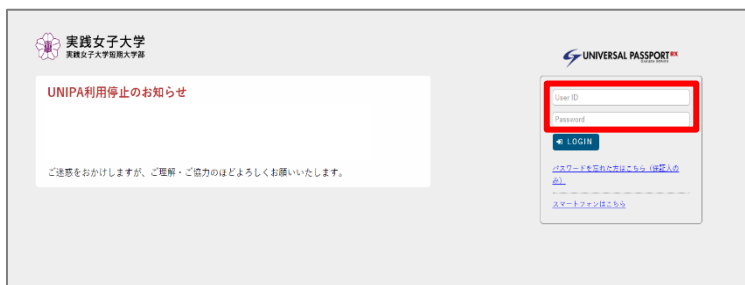 実践女子大学
実践女子大学短期大学部
UNIVERSAL PASSPORT RX
UNIPA利用停止のお知らせ
ご迷惑をおかけしますが、ご理解・ご協力のほどよろしくお願いいたします。
User ID
Password
LOGIN
パスワードを忘れた方はこちら（保証人の
み）
スマートフォンはこちら